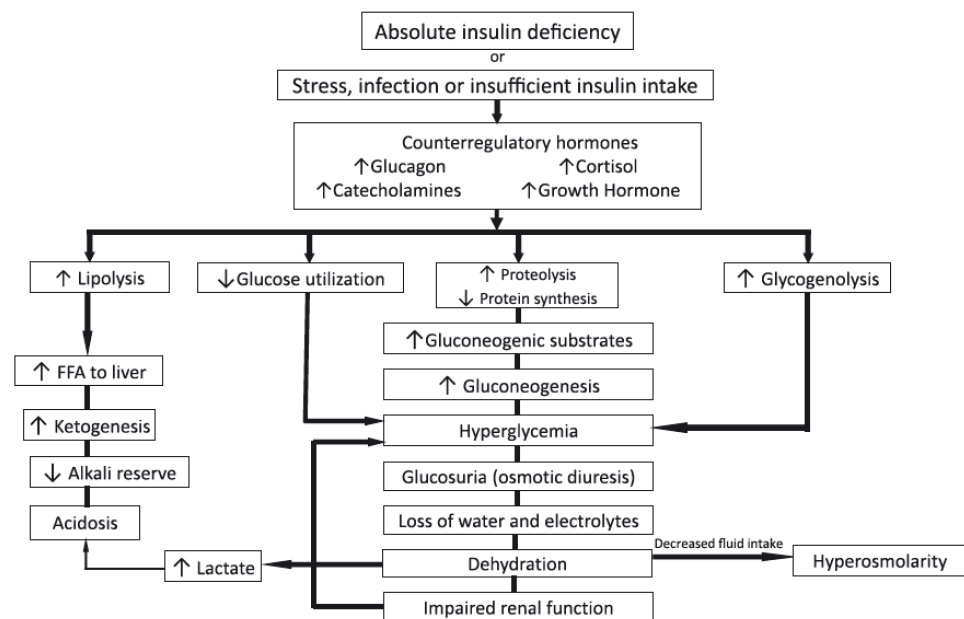 Absolute insulin deficiency
or
Stress, infection or insufficient insulin intake
Counterregulatory hormones
↑Glucagon ↑Cortisol
↑Catecholamines ↑Growth Hormone
↑ Lipolysis
↓Glucose utilization
↑ Proteolysis
↓ Protein synthesis
↑ Glycogenolysis
↑Gluconeogenic substrates
↑ FFA to liver
↑ Gluconeogenesis
↑ Ketogenesis
Hyperglycemia
↓ Alkali reserve
Glucosuria (osmotic diuresis)
Acidosis
Loss of water and electrolytes
Decreased fluid intake
↑ Lactate
Dehydration
Hyperosmolarity
Impaired renal function